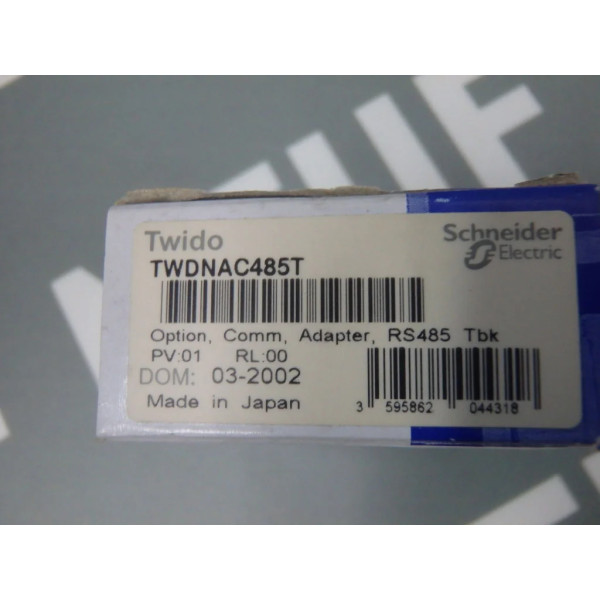 Twido
Schneider
Electric
TWDNAC485T
Option, Comm, Adapter, RS485 Tbk
PV:01 RL:00
DOM: 03-2002
Made in Japan
3 595862 044318